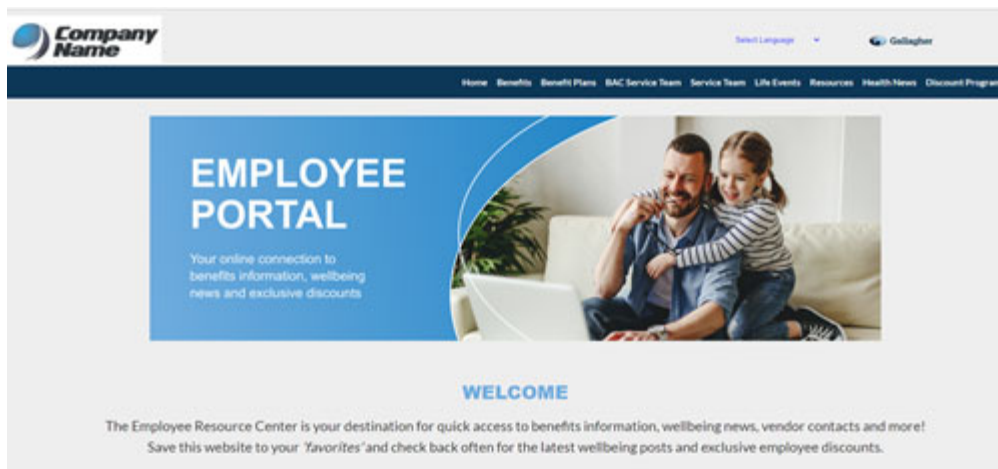 Company
Name
Select Language
Gallagher
Home Benefits Benefit Plans BAC Service Team Service Team Life Events Resources Health News Discount Program
EMPLOYEE
PORTAL
Your online connection to
benefits information, wellbeing
news and exclusive discounts
WELCOME
The Employee Resource Center is your destination for quick access to benefits information, wellbeing news, vendor contacts and more!
Save this website to your 'favorites' and check back often for the latest wellbeing posts and exclusive employee discounts.